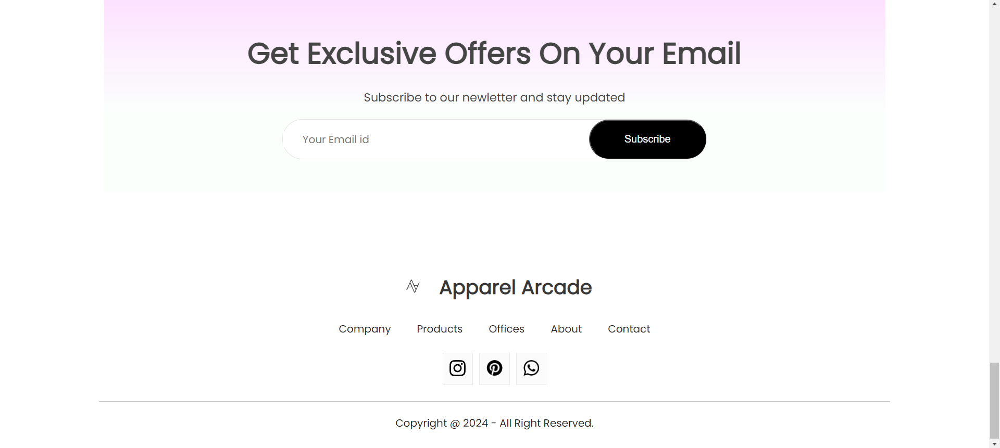 Get Exclusive Offers On Your Email
Subscribe to our newletter and stay updated
Your Email id
Subscribe
Apparel Arcade
Company Products Offices About Contact
Copyright @ 2024 - All Right Reserved.